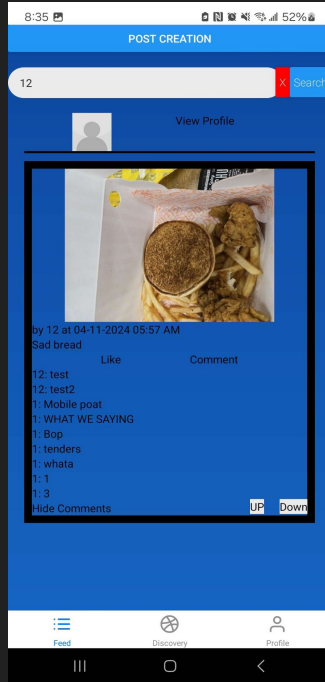 8:35 52%
POST CREATION
12 X Search
View Profile
by 12 at 04-11-2024 05:57 AM
Sad bread
Like Comment
12: test
12: test2
1: Mobile poat
1: WHAT WE SAYING
1: Bop
1: tenders
1: whata
1: 1
1: 3
Hide Comments UP Down
Feed Discovery Profile